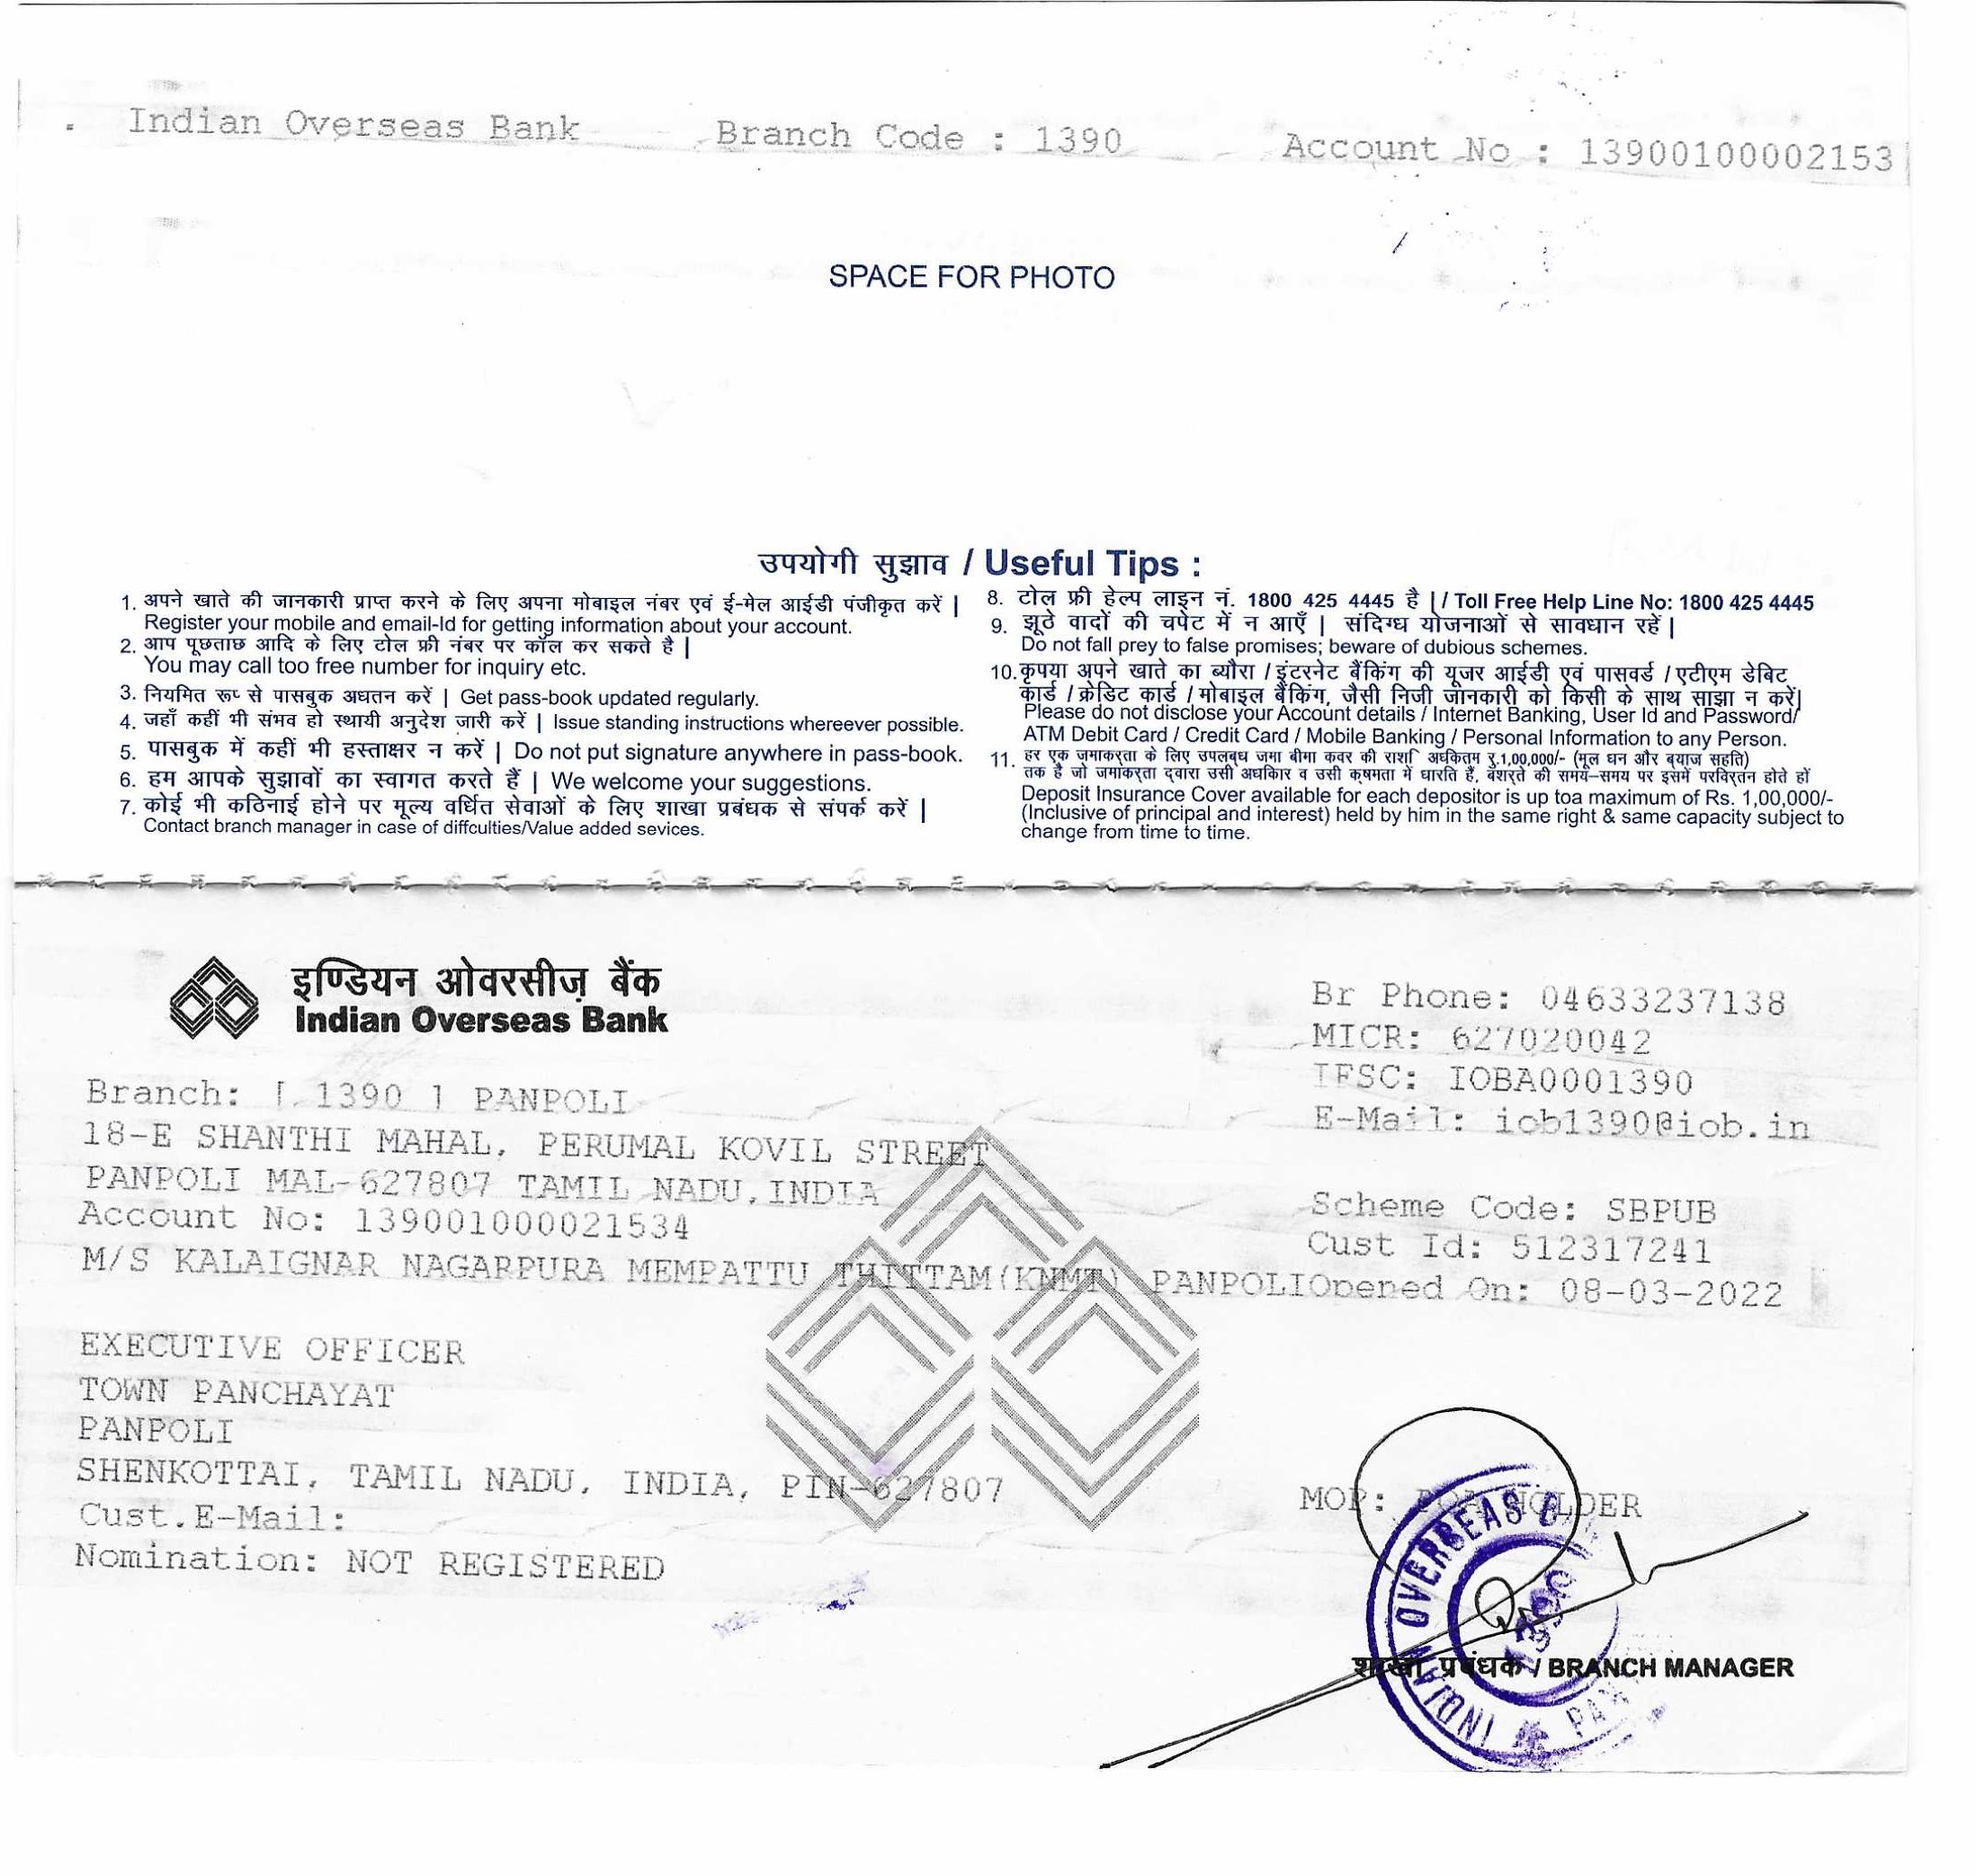 Indian Overseas Bank Branch Code : 1390 Account No : 13900100002153
SPACE FOR PHOTO
उपयोगी सुझाव / Useful Tips :
1. अपने खाते की जानकारी प्राप्त करने के लिए अपना मोबाइल नंबर एवं ई-मेल आईडी पंजीकृत करें |
Register your mobile and email-Id for getting information about your account.
2. आप पूछताछ आदि के लिए टोल फ्री नंबर पर कॉल कर सकते है |
You may call too free number for inquiry etc.
3. नियमित रूप से पासबुक अधतन करें | Get pass-book updated regularly.
4. जहाँ कहीं भी संभव हो स्थायी अनुदेश जारी करें | Issue standing instructions whereever possible.
5. पासबुक में कहीं भी हस्ताक्षर न करें | Do not put signature anywhere in pass-book.
6. हम आपके सुझावों का स्वागत करते हैं | We welcome your suggestions.
7. कोई भी कठिनाई होने पर मूल्य वर्धित सेवाओं के लिए शाखा प्रबंधक से संपर्क करें |
Contact branch manager in case of diffculties/Value added sevices.
8. टोल फ्री हेल्प लाइन नं. 1800 425 4445 है | / Toll Free Help Line No: 1800 425 4445
9. झूठे वादों की चपेट में न आएँ | संदिग्ध योजनाओं से सावधान रहें |
Do not fall prey to false promises; beware of dubious schemes.
10. कृपया अपने खाते का ब्यौरा / इंटरनेट बैंकिंग की यूजर आईडी एवं पासवर्ड / एटीएम डेबिट
कार्ड / क्रेडिट कार्ड / मोबाइल बैंकिंग, जैसी निजी जानकारी को किसी के साथ साझा न करें|
Please do not disclose your Account details / Internet Banking, User Id and Password/
ATM Debit Card / Credit Card / Mobile Banking / Personal Information to any Person.
11. हर एक जमाकर्ता के लिए उपलब्ध जमा बीमा कवर की राशि अधिकतम रु.1,00,000/- (मूल धन और ब्याज सहित)
तक है जो जमाकर्ता द्वारा उसी अधिकार व उसी क्षमता में धारित हैं, बशर्ते की समय-समय पर इसमें परिवर्तन होते हों
Deposit Insurance Cover available for each depositor is up toa maximum of Rs. 1,00,000/-
(Inclusive of principal and interest) held by him in the same right & same capacity subject to
change from time to time.
इण्डियन ओवरसीज़ बैंक
Indian Overseas Bank
Br Phone: 04633237138
MICR: 627020042
IFSC: IOBA0001390
E-Mail: iob1390@iob.in
Branch: [ 1390 ] PANPOLI
18-E SHANTHI MAHAL, PERUMAL KOVIL STREET
PANPOLI MAL-627807 TAMIL NADU,INDIA
Account No: 139001000021534
Scheme Code: SBPUB
Cust Id: 512317241
M/S KALAIGNAR NAGARPURA MEMPATTU THITTAM(KNMT) PANPOLIOpened On: 08-03-2022
EXECUTIVE OFFICER
TOWN PANCHAYAT
PANPOLI
SHENKOTTAI, TAMIL NADU, INDIA, PIN-627807
Cust.E-Mail:
Nomination: NOT REGISTERED
MOP: HOLDER
INDIAN OVERSEAS
1390
शाखा प्रबंधक / BRANCH MANAGER